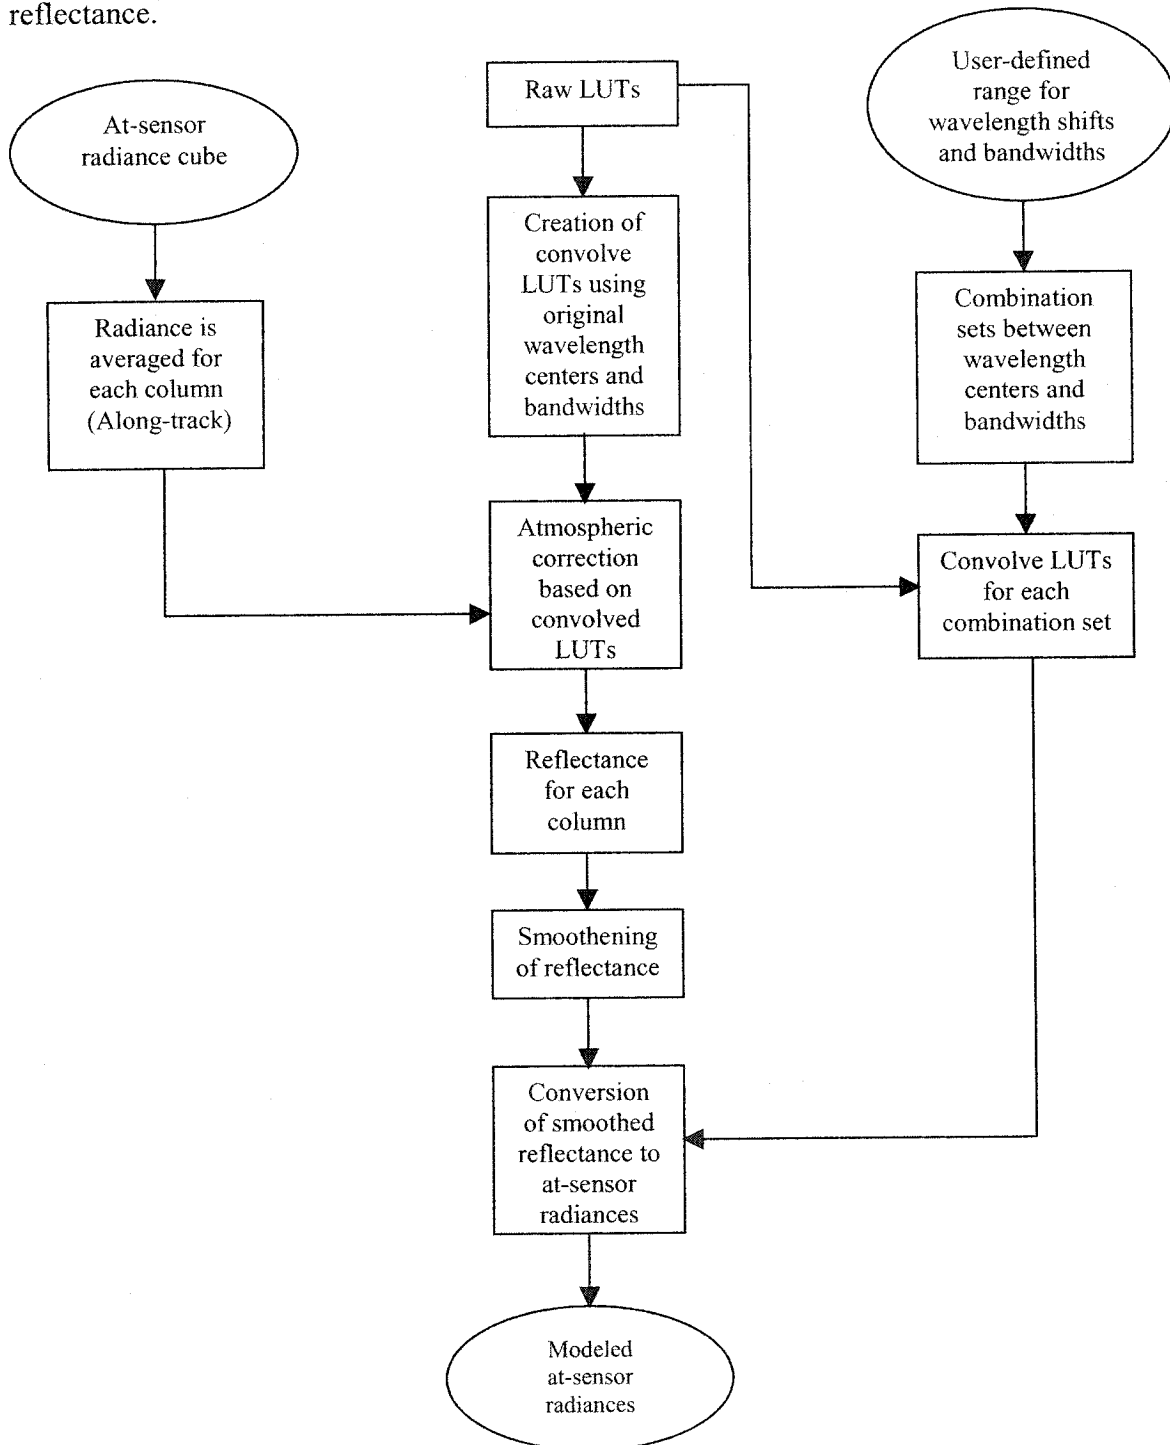 reflectance.
At-sensor
radiance cube
Raw LUTs
User-defined
range for
wavelength shifts
and bandwidths
Radiance is
averaged for
each column
(Along-track)
Creation of
convolve
LUTs using
original
wavelength
centers and
bandwidths
Combination
sets between
wavelength
centers and
bandwidths
Atmospheric
correction
based on
convolved
LUTs
Convolve LUTs
for each
combination set
Reflectance
for each
column
Smoothening
of reflectance
Conversion
of smoothed
reflectance to
at-sensor
radiances
Modeled
at-sensor
radiances